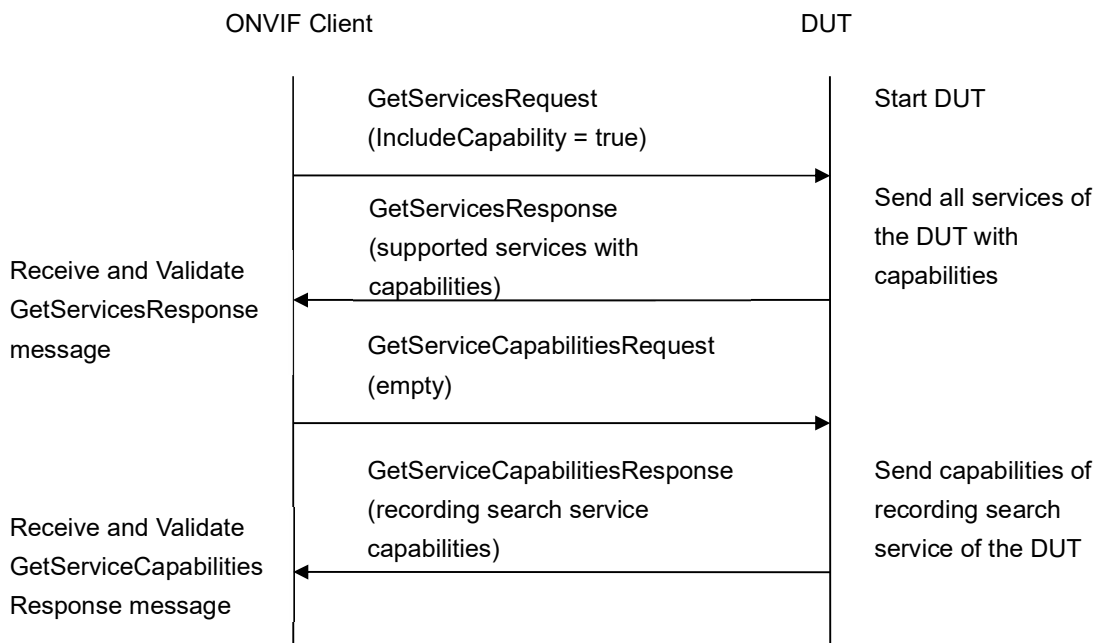 ONVIF Client
DUT
GetServicesRequest
(IncludeCapability = true)
Start DUT
GetServicesResponse
(supported services with
capabilities)
Send all services of
the DUT with
capabilities
Receive and Validate
GetServicesResponse
message
GetServiceCapabilitiesRequest
(empty)
GetServiceCapabilitiesResponse
(recording search service
capabilities)
Send capabilities of
recording search
service of the DUT
Receive and Validate
GetServiceCapabilities
Response message